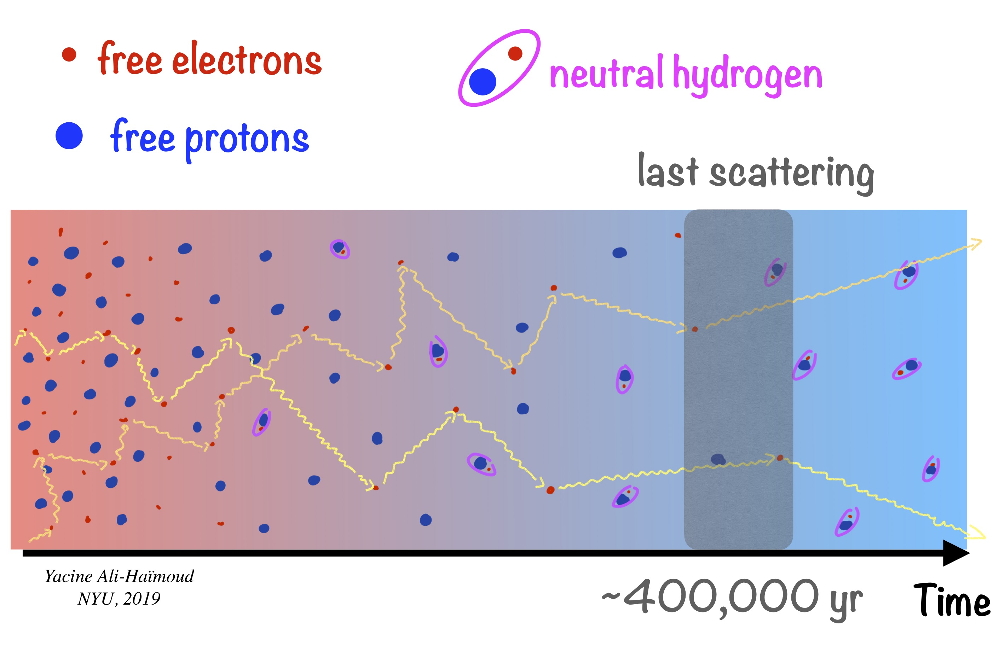 free electrons
neutral hydrogen
free protons
last scattering
Yacine Ali-Haïmoud
NYU, 2019
~400,000 yr
Time